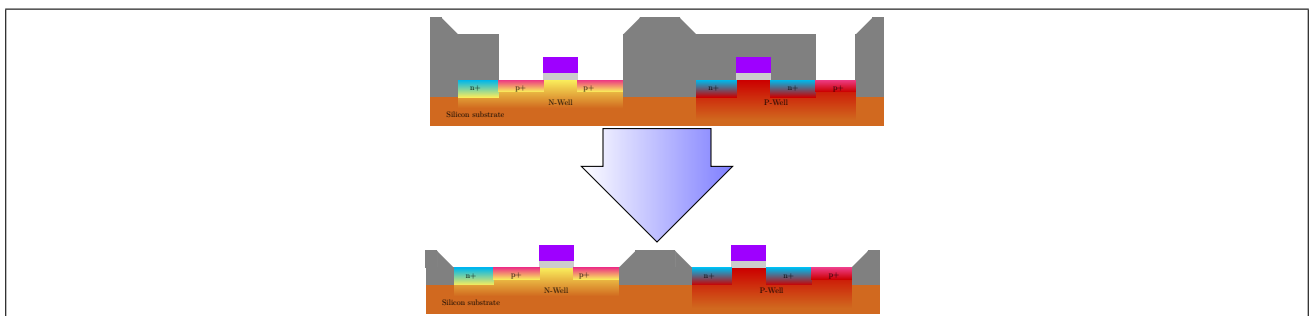 n+ p+ p+ n+ n+ p+
N-Well P-Well
Silicon substrate
n+ p+ p+ n+ n+ p+
N-Well P-Well
Silicon substrate